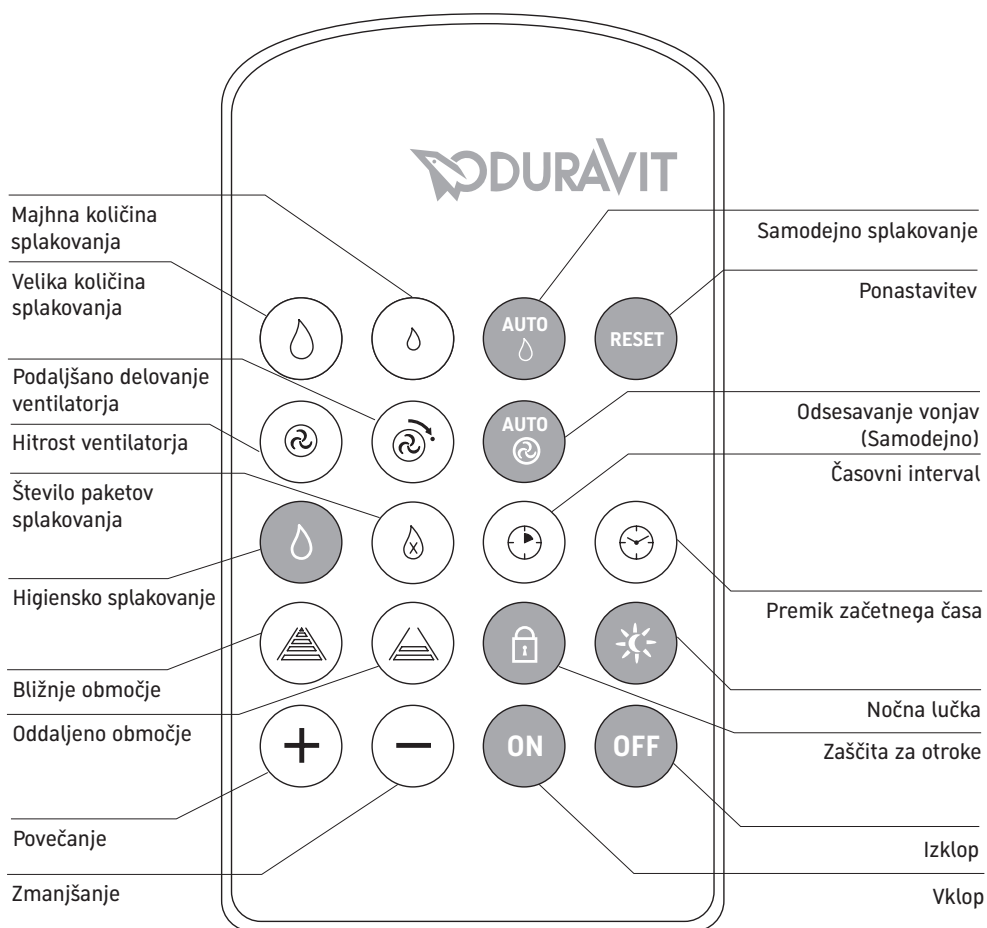 DURAVIT
Majhna količina
splakovanja
Velika količina
splakovanja
Podaljšano delovanje
ventilatorja
Hitrost ventilatorja
Število paketov
splakovanja
Higiensko splakovanje
Bližnje območje
Oddaljeno območje
Povečanje
Zmanjšanje
AUTO
RESET
AUTO
X
ON
OFF
Samodejno splakovanje
Ponastavitev
Odsesavanje vonjav
(Samodejno)
Časovni interval
Premik začetnega časa
Nočna lučka
Zaščita za otroke
Izklop
Vklop